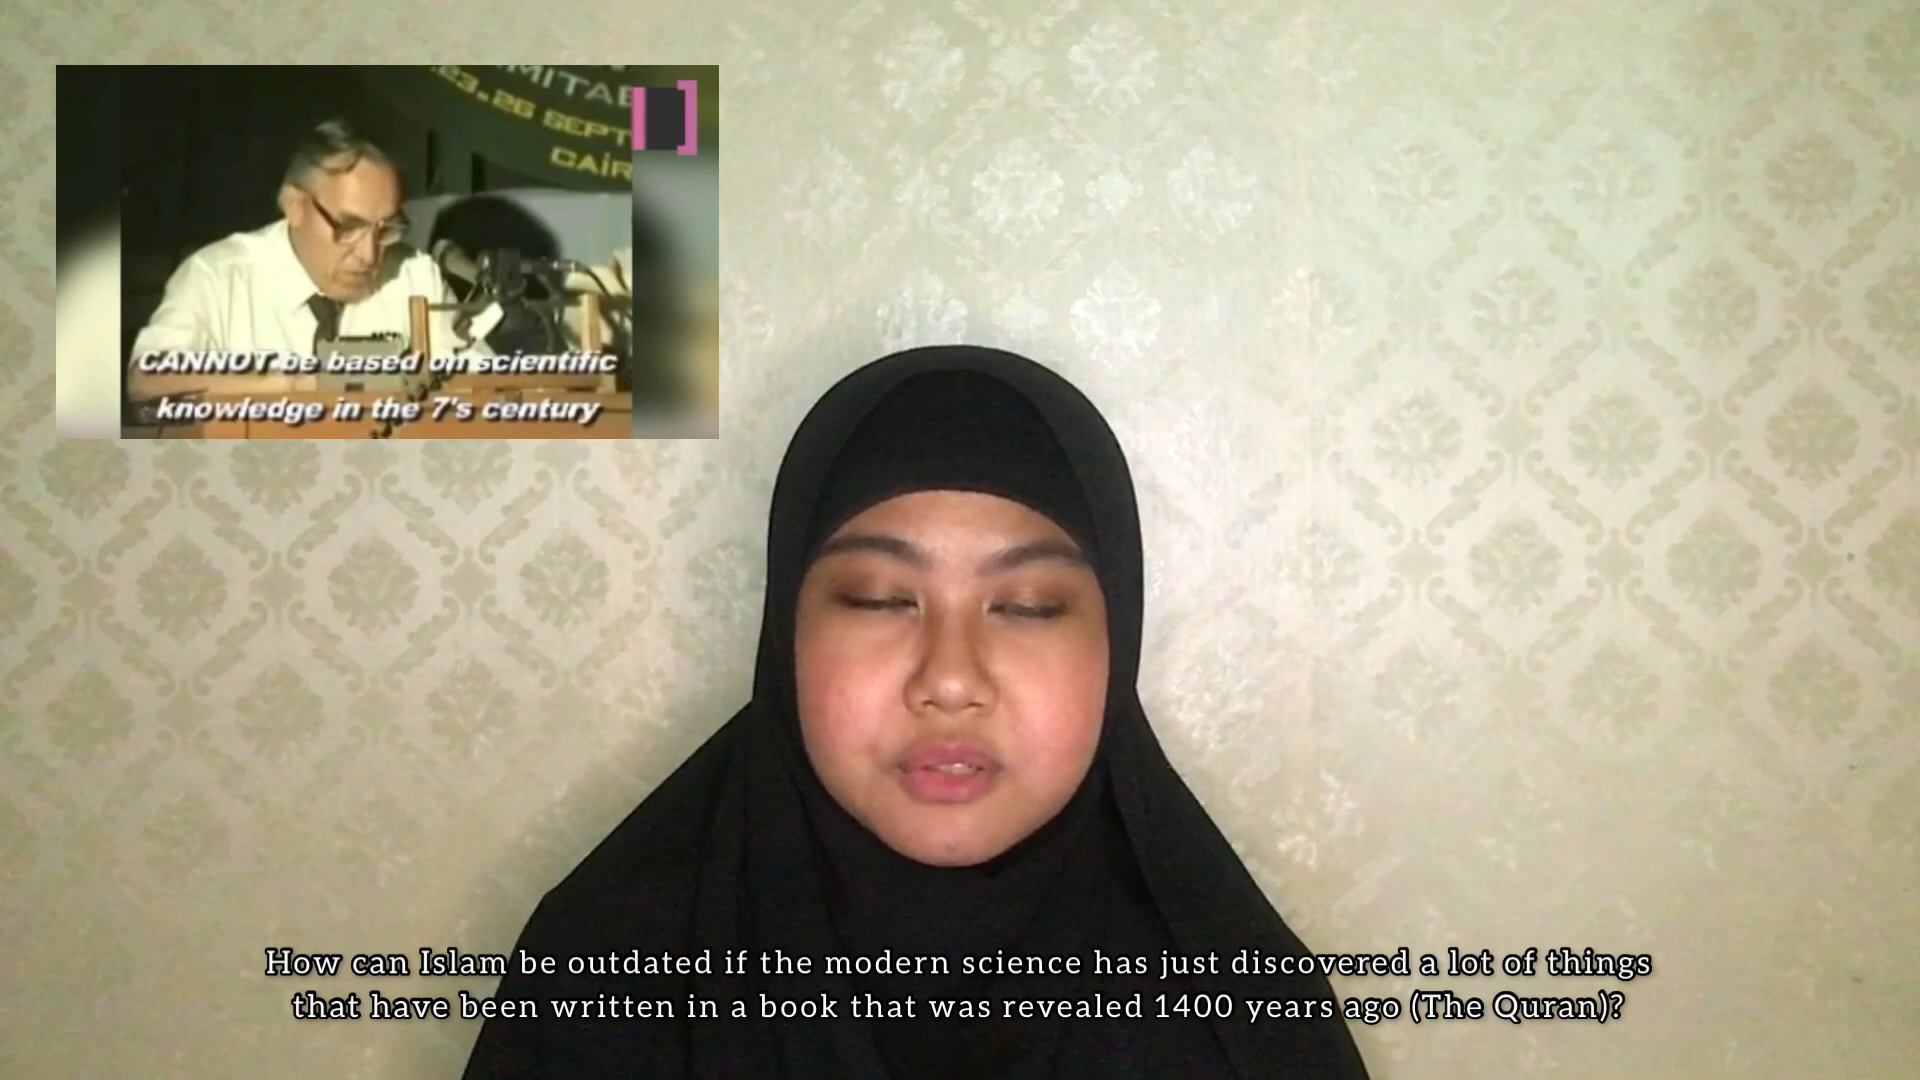 23.26 SEPT
CANNOT be based on scientific
knowledge in the 7's century
How can Islam be outdated if the modern science has just discovered a lot of things
that have been written in a book that was revealed 1400 years ago (The Quran)?